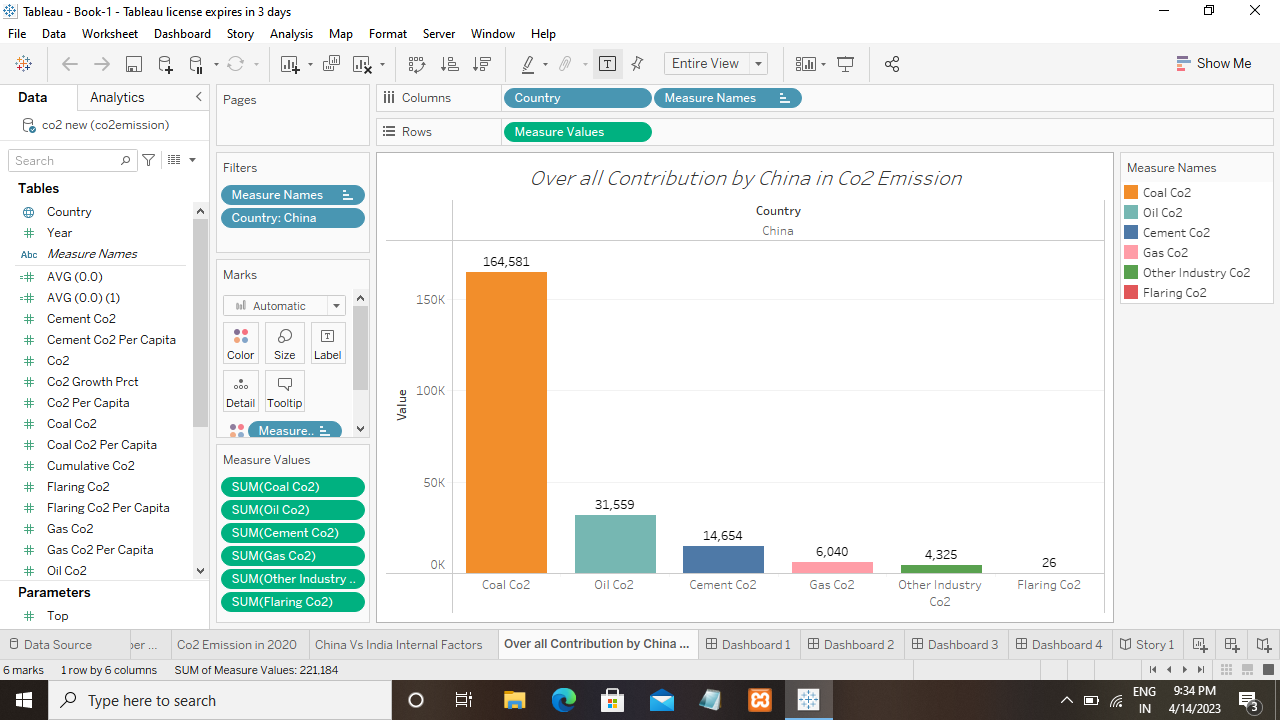 Tableau - Book-1 - Tableau license expires in 3 days
File Data Worksheet Dashboard Story Analysis Map Format Server Window Help
Entire View
Show Me
Data Analytics
co2 new (co2emission)
Search
Tables
Country
Year
Abc Measure Names
AVG (0.0)
AVG (0.0) (1)
Cement Co2
Cement Co2 Per Capita
Co2
Co2 Growth Prct
Co2 Per Capita
Coal Co2
Coal Co2 Per Capita
Cumulative Co2
Flaring Co2
Flaring Co2 Per Capita
Gas Co2
Gas Co2 Per Capita
Oil Co2
Parameters
Top
Pages
Filters
Measure Names
Country: China
Marks
Automatic
Color Size Label
Detail Tooltip
Measure..
Measure Values
SUM(Coal Co2)
SUM(Oil Co2)
SUM(Cement Co2)
SUM(Gas Co2)
SUM(Other Industry ..
SUM(Flaring Co2)
Columns Country Measure Names
Rows Measure Values
Over all Contribution by China in Co2 Emission
Country
China
Value
150K
100K
50K
0K
164,581
31,559
14,654
6,040
4,325
26
Coal Co2 Oil Co2 Cement Co2 Gas Co2 Other Industry Co2 Flaring Co2
Measure Names
Coal Co2
Oil Co2
Cement Co2
Gas Co2
Other Industry Co2
Flaring Co2
Data Source per ... Co2 Emission in 2020 China Vs India Internal Factors Over all Contribution by China ... Dashboard 1 Dashboard 2 Dashboard 3 Dashboard 4 Story 1
6 marks 1 row by 6 columns SUM of Measure Values: 221,184
Type here to search
ENG
IN
9:34 PM
4/14/2023
3